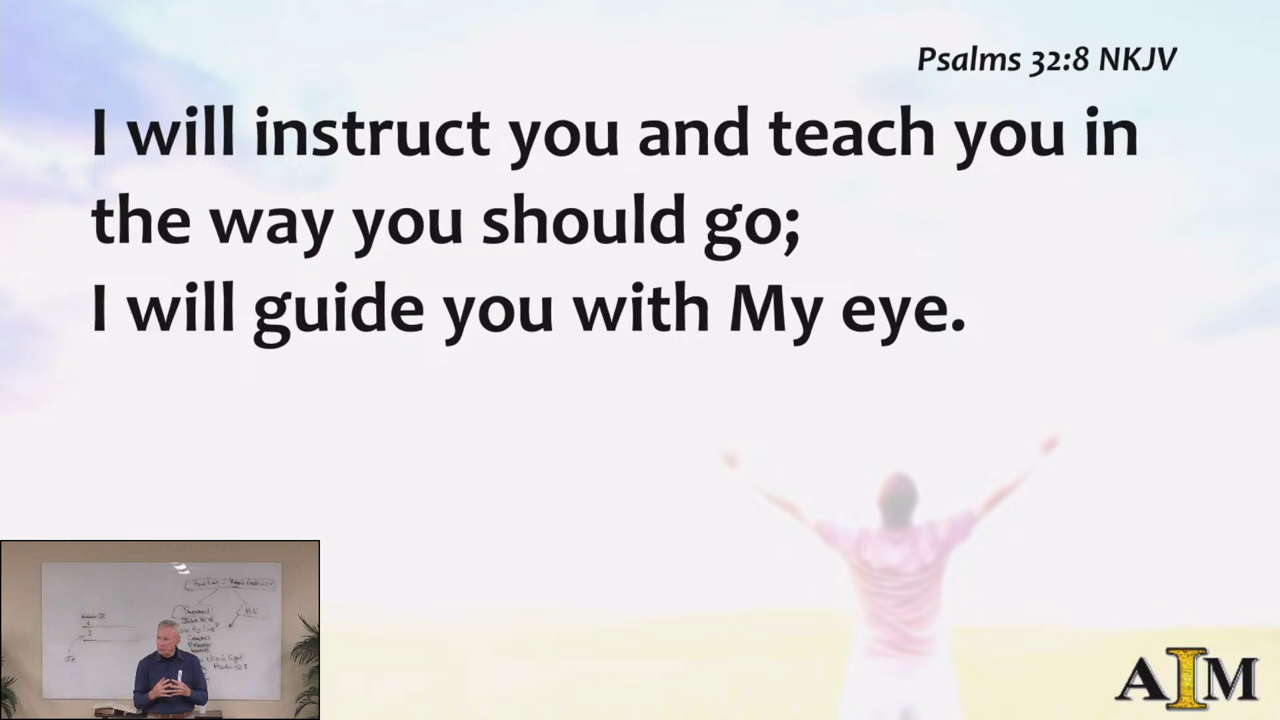 Psalms 32:8 NKJV
I will instruct you and teach you in
the way you should go;
I will guide you with My eye.
AIM